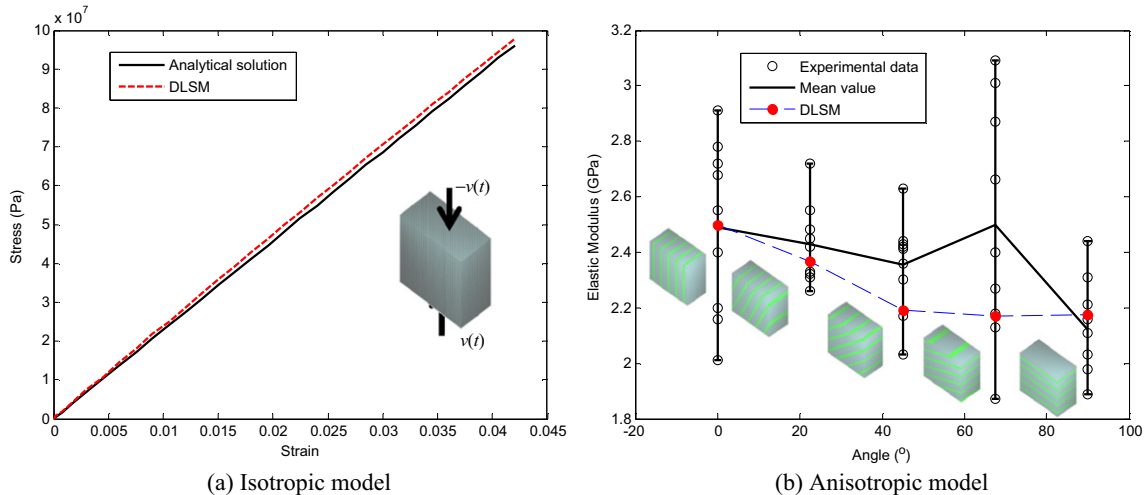 x 10⁷
10
9
8
7
6
5
4
3
2
1
0
Stress (Pa)
Analytical solution
DLSM
−v(t)
v(t)
0 0.005 0.01 0.015 0.02 0.025 0.03 0.035 0.04 0.045
Strain
(a) Isotropic model
3.2
3
2.8
2.6
2.4
2.2
2
1.8
Elastic Modulus (GPa)
Experimental data
Mean value
DLSM
-20 0 20 40 60 80 100
Angle (°)
(b) Anisotropic model